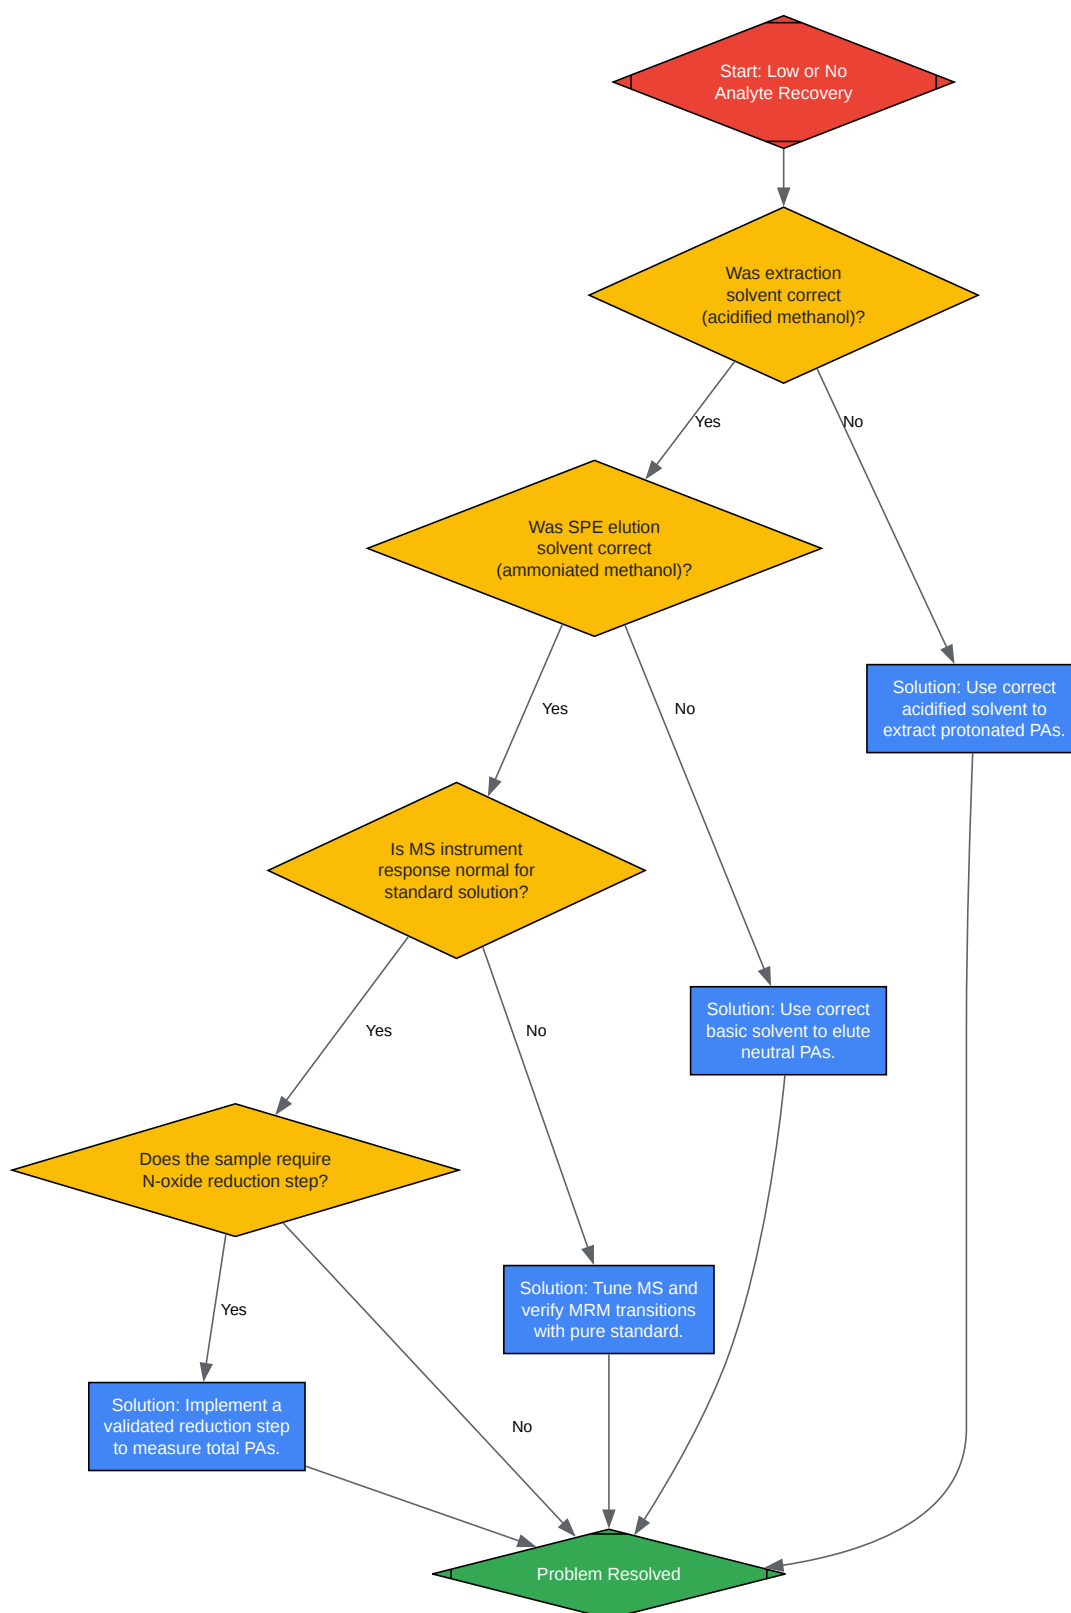 Start: Low or No
Analyte Recovery
Was extraction
solvent correct
(acidified methanol)?
Yes
No
Was SPE elution
solvent correct
(ammoniated methanol)?
Solution: Use correct
acidified solvent to
extract protonated PAs.
Yes
No
Is MS instrument
response normal for
standard solution?
Solution: Use correct
basic solvent to elute
neutral PAs.
Yes
No
Does the sample require
N-oxide reduction step?
Solution: Tune MS and
verify MRM transitions
with pure standard.
Yes
No
Solution: Implement a
validated reduction step
to measure total PAs.
Problem Resolved